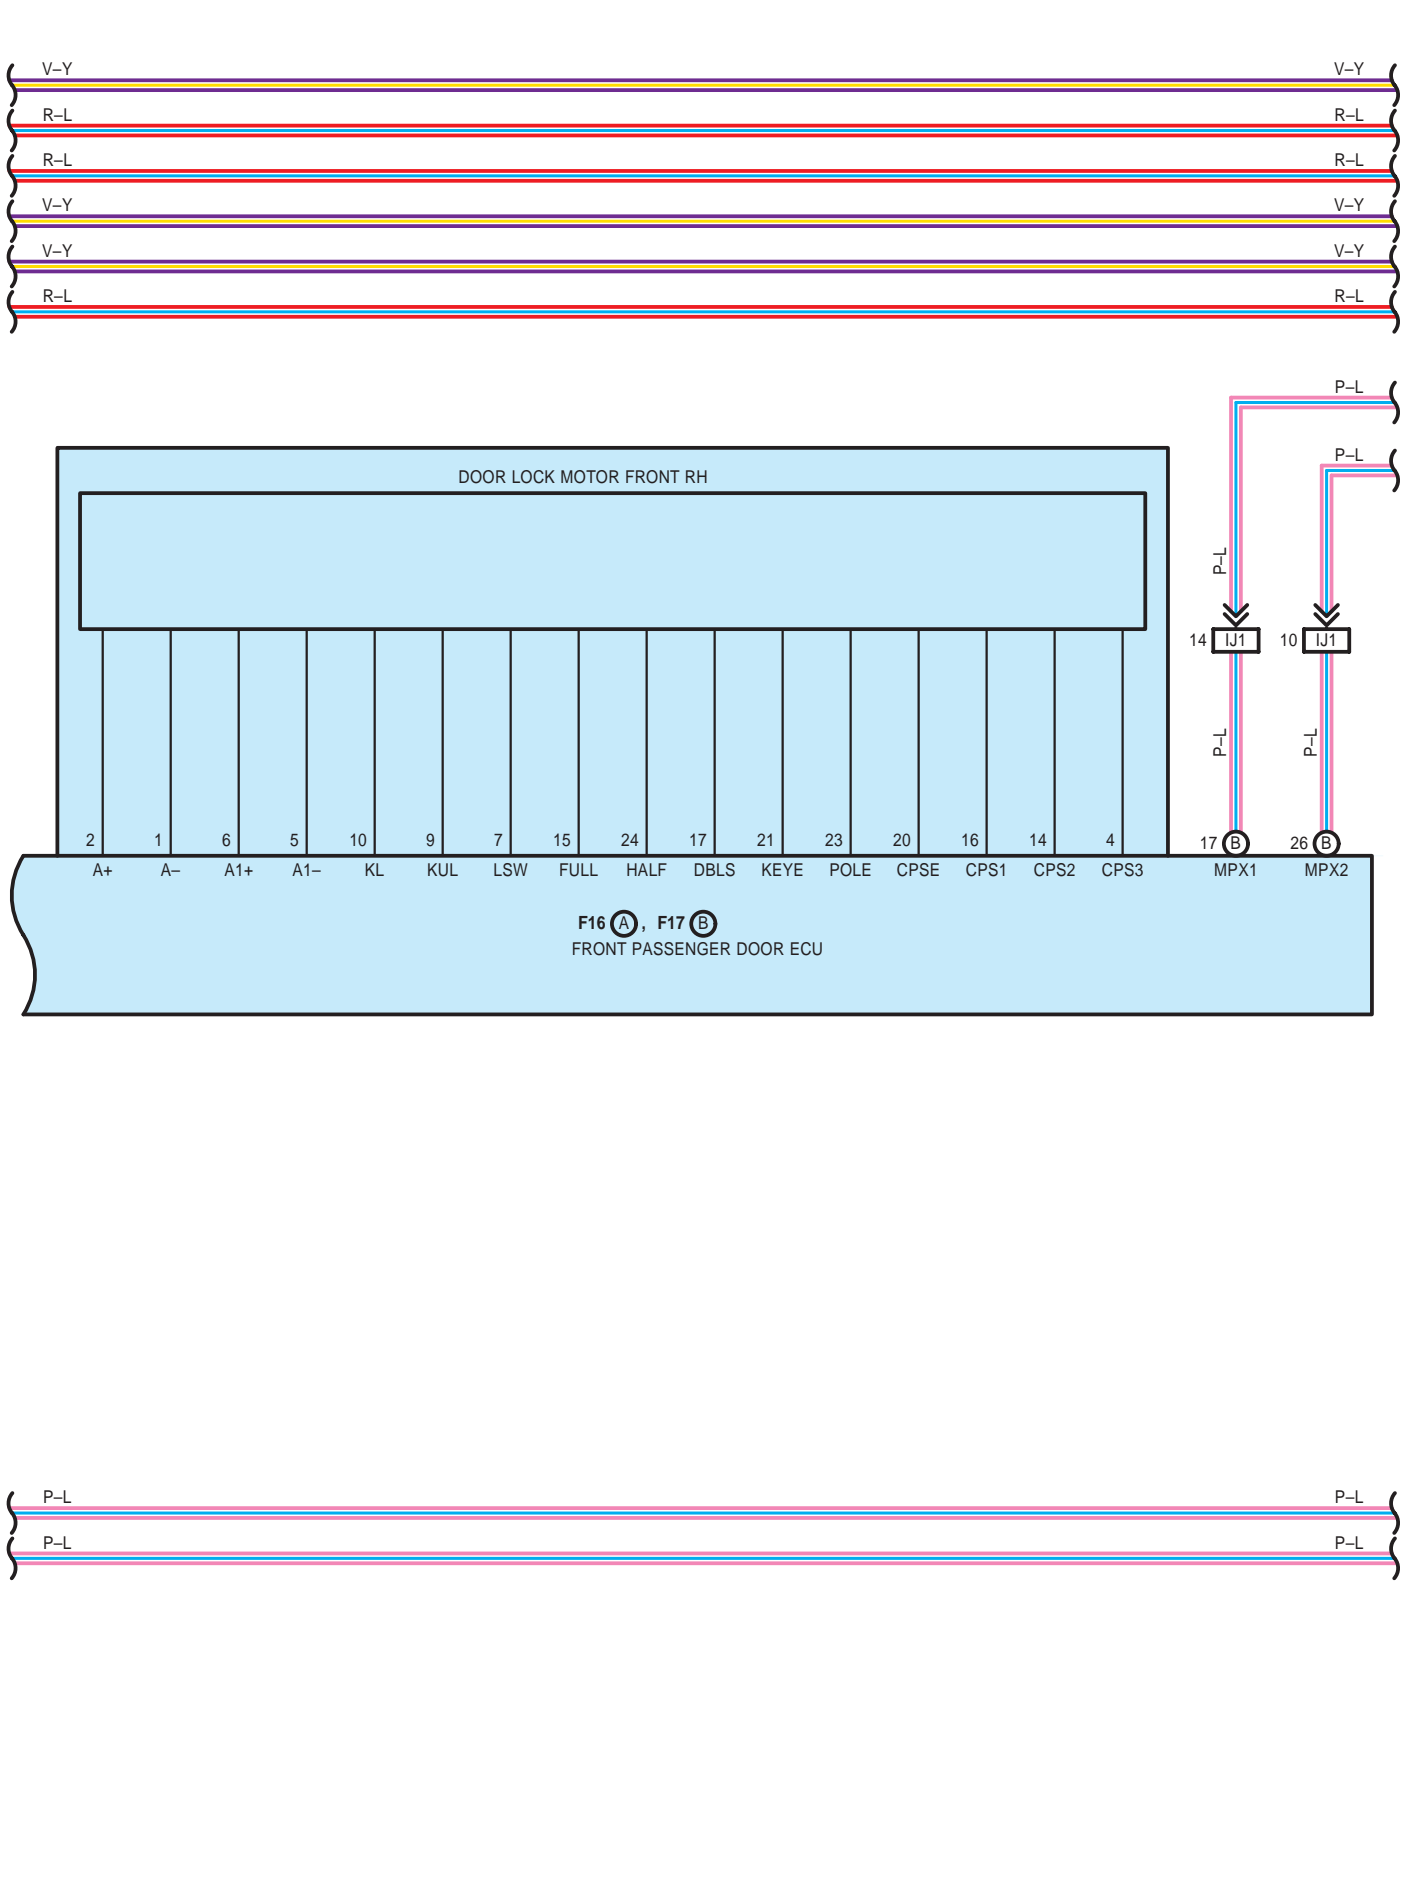 V–Y V–Y
R–L R–L
R–L R–L
V–Y V–Y
V–Y V–Y
R–L R–L
P–L
P–L
DOOR LOCK MOTOR FRONT RH
P–L
14 IJ1 10 IJ1
P–L P–L
2 1 6 5 10 9 7 15 24 17 21 23 20 16 14 4 17 B 26 B
A+ A– A1+ A1– KL KUL LSW FULL HALF DBLS KEYE POLE CPSE CPS1 CPS2 CPS3 MPX1 MPX2
F16 A , F17 B
FRONT PASSENGER DOOR ECU
P–L P–L
P–L P–L